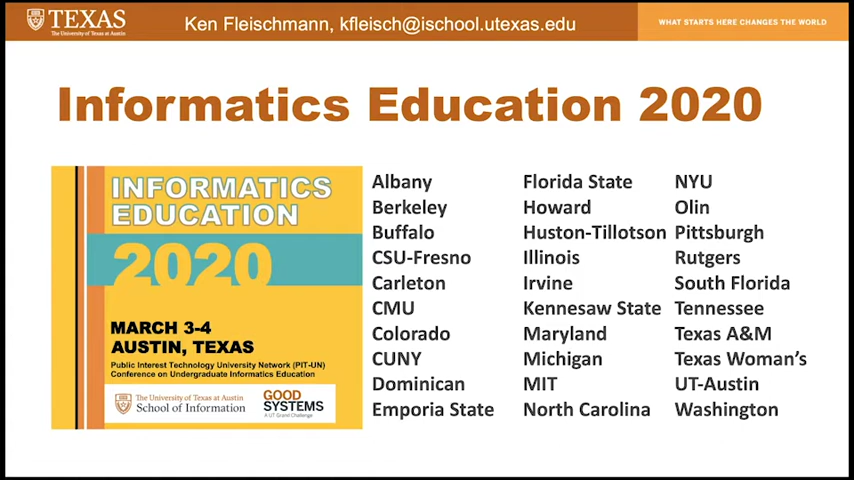 TEXAS
The University of Texas at Austin
Ken Fleischmann, kfleisch@ischool.utexas.edu
WHAT STARTS HERE CHANGES THE WORLD
Informatics Education 2020
INFORMATICS
EDUCATION
2020
MARCH 3-4
AUSTIN, TEXAS
Public Interest Technology University Network (PIT-UN)
Conference on Undergraduate Informatics Education
The University of Texas at Austin
School of Information
GOOD
SYSTEMS
A UT Grand Challenge
Albany
Berkeley
Buffalo
CSU-Fresno
Carleton
CMU
Colorado
CUNY
Dominican
Emporia State
Florida State
Howard
Huston-Tillotson
Illinois
Irvine
Kennesaw State
Maryland
Michigan
MIT
North Carolina
NYU
Olin
Pittsburgh
Rutgers
South Florida
Tennessee
Texas A&M
Texas Woman's
UT-Austin
Washington